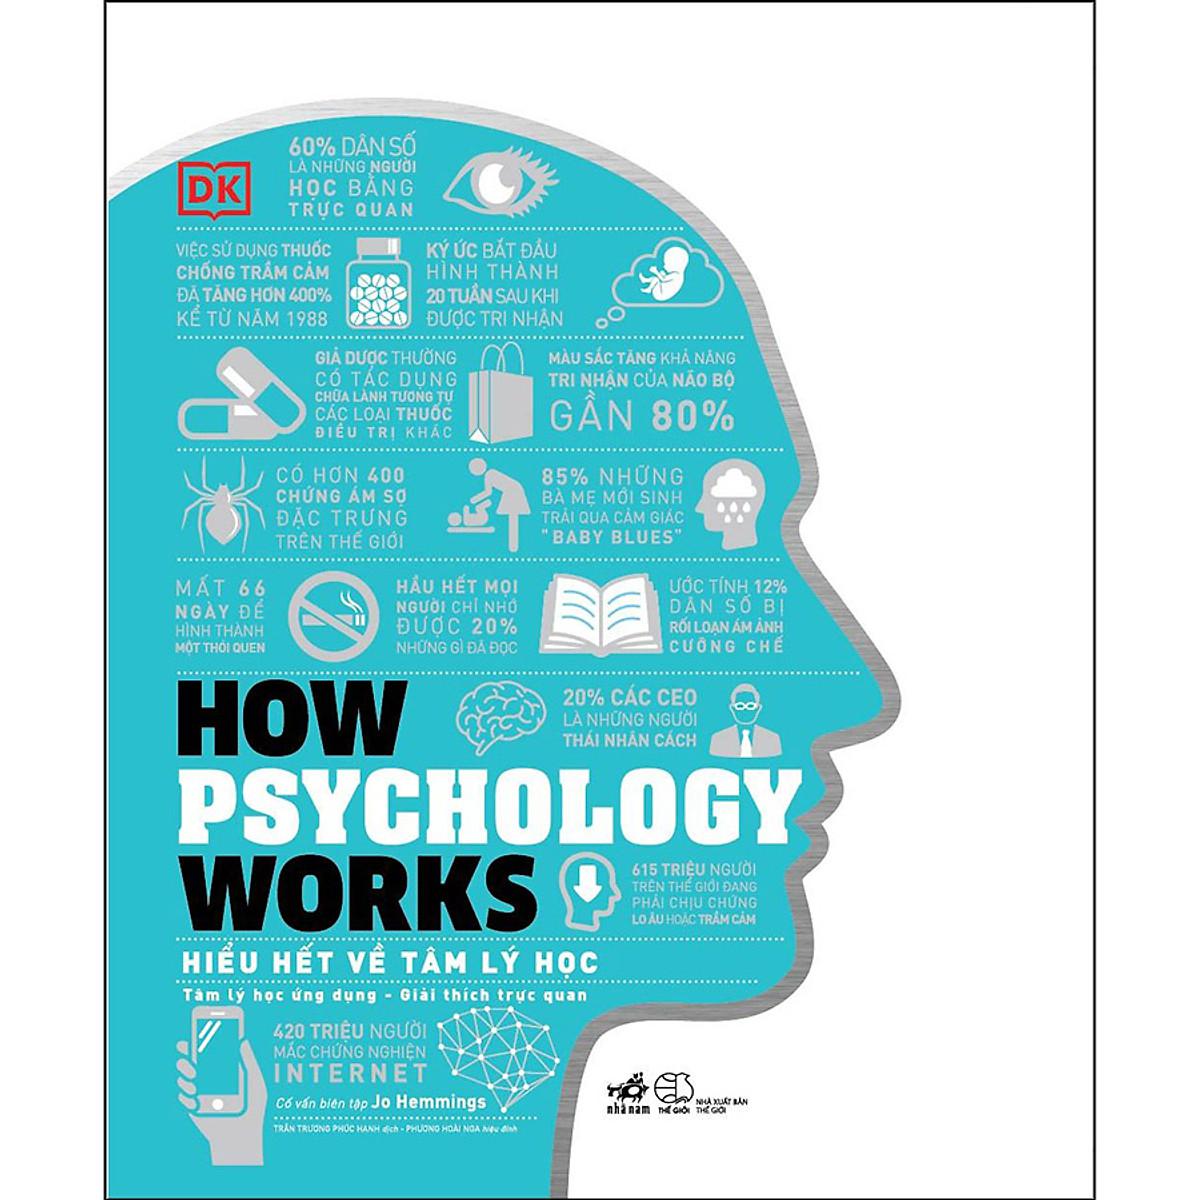 DK
60% DÂN SỐ
LÀ NHỮNG NGƯỜI
HỌC BẰNG
TRỰC QUAN
VIỆC SỬ DỤNG THUỐC
CHỐNG TRẦM CẢM
ĐÃ TĂNG HƠN 400%
KỂ TỪ NĂM 1988
KÝ ỨC BẮT ĐẦU
HÌNH THÀNH
20 TUẦN SAU KHI
ĐƯỢC TRI NHẬN
GIẢ DƯỢC THƯỜNG
CÓ TÁC DỤNG
CHỮA LÀNH TƯƠNG TỰ
CÁC LOẠI THUỐC
ĐIỀU TRỊ KHÁC
MÀU SẮC TĂNG KHẢ NĂNG
TRI NHẬN CỦA NÃO BỘ
GẦN 80%
CÓ HƠN 400
CHỨNG ÁM SỢ
ĐẶC TRƯNG
TRÊN THẾ GIỚI
85% NHỮNG
BÀ MẸ MỚI SINH
TRẢI QUA CẢM GIÁC
"BABY BLUES"
MẤT 66
NGÀY ĐỂ
HÌNH THÀNH
MỘT THÓI QUEN
HẦU HẾT MỌI
NGƯỜI CHỈ NHỚ
ĐƯỢC 20%
NHỮNG GÌ ĐÃ ĐỌC
ƯỚC TÍNH 12%
DÂN SỐ BỊ
RỐI LOẠN ÁM ẢNH
CƯỠNG CHẾ
HOW
20% CÁC CEO
LÀ NHỮNG NGƯỜI
THÁI NHÂN CÁCH
PSYCHOLOGY
WORKS
615 TRIỆU NGƯỜI
TRÊN THẾ GIỚI ĐANG
PHẢI CHỊU CHỨNG
LO ÂU HOẶC TRẦM CẢM
HIỂU HẾT VỀ TÂM LÝ HỌC
Tâm lý học ứng dụng - Giải thích trực quan
420 TRIỆU NGƯỜI
MẮC CHỨNG NGHIỆN
INTERNET
Cố vấn biên tập Jo Hemmings
TRẦN TRƯƠNG PHÚC HẠNH dịch - PHƯƠNG HOÀI NGA hiệu đính
nhã nam
THẾ GIỚI
NHÀ XUẤT BẢN
THẾ GIỚI